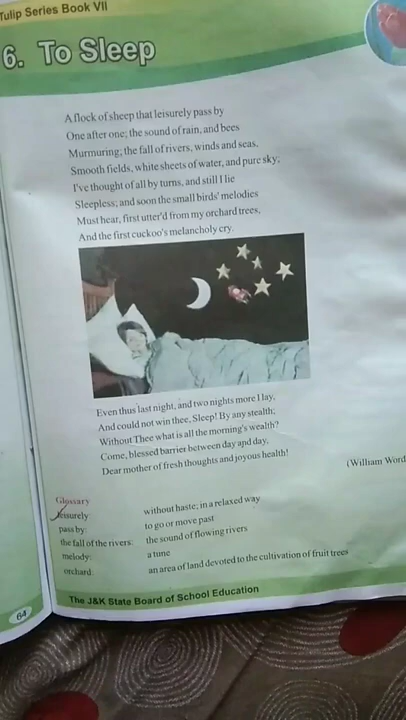 Tulip Series Book VII
6. To Sleep
A flock of sheep that leisurely pass by
One after one; the sound of rain, and bees
Murmuring; the fall of rivers, winds and seas,
Smooth fields, white sheets of water, and pure sky;
I've thought of all by turns, and still I lie
Sleepless; and soon the small birds' melodies
Must hear, first utter'd from my orchard trees,
And the first cuckoo's melancholy cry.
Even thus last night, and two nights more I lay,
And could not win thee, Sleep! By any stealth;
Without Thee what is all the morning's wealth?
Come, blessed barrier between day and day,
Dear mother of fresh thoughts and joyous health!
(William Word
Glossary
leisurely: without haste; in a relaxed way
pass by: to go or move past
the fall of the rivers: the sound of flowing rivers
melody: a tune
orchard: an area of land devoted to the cultivation of fruit trees
64
The J&K State Board of School Education